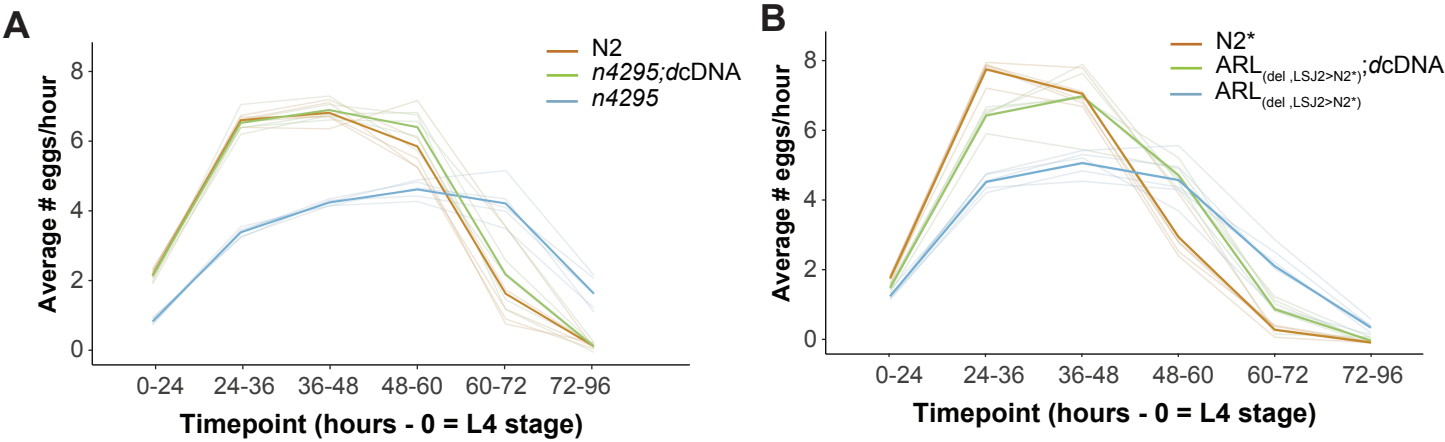 A
Average # eggs/hour
8
6
4
2
0
0-24 24-36 36-48 48-60 60-72 72-96
Timepoint (hours - 0 = L4 stage)
N2
n4295;dcDNA
n4295
B
Average # eggs/hour
8
6
4
2
0
0-24 24-36 36-48 48-60 60-72 72-96
Timepoint (hours - 0 = L4 stage)
N2*
ARL(del ,LSJ2>N2*);dcDNA
ARL(del ,LSJ2>N2*)